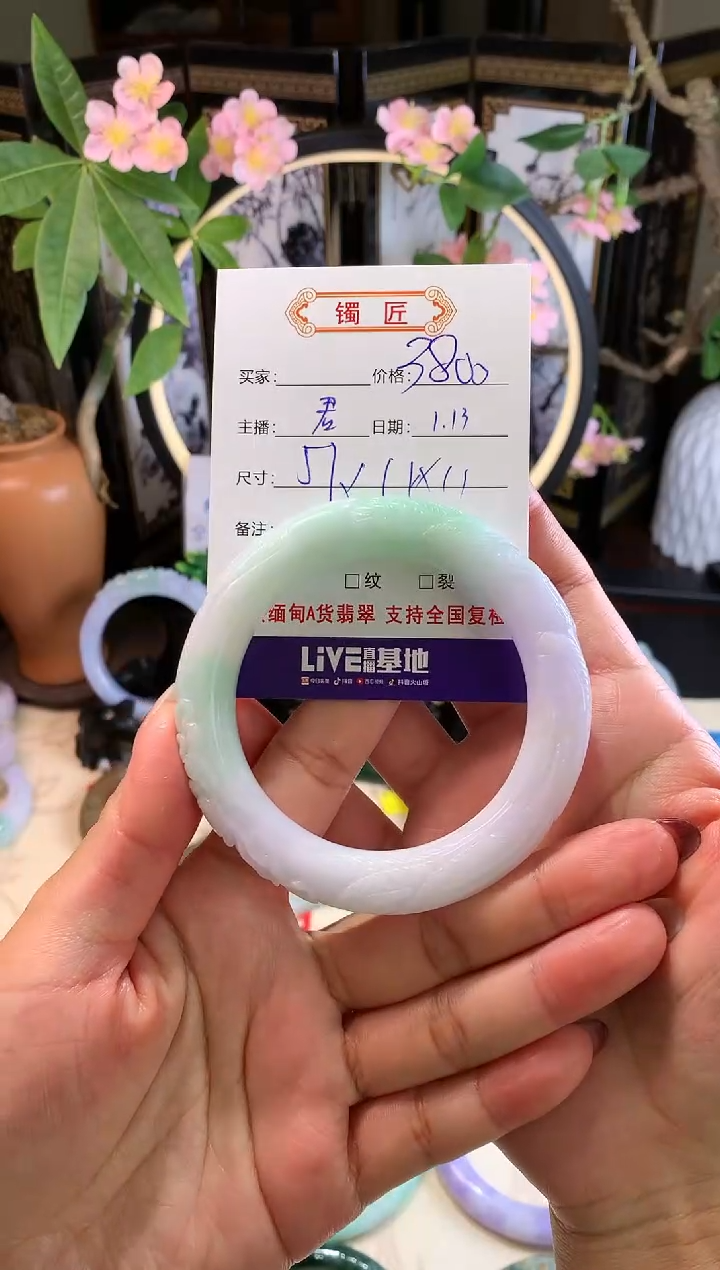 镯 匠
买家: 价格: 3800
主播: 君 日期: 1.13
尺寸:
备注:
□纹 □裂
缅甸A货翡翠 支持全国复检
LiVE直播基地